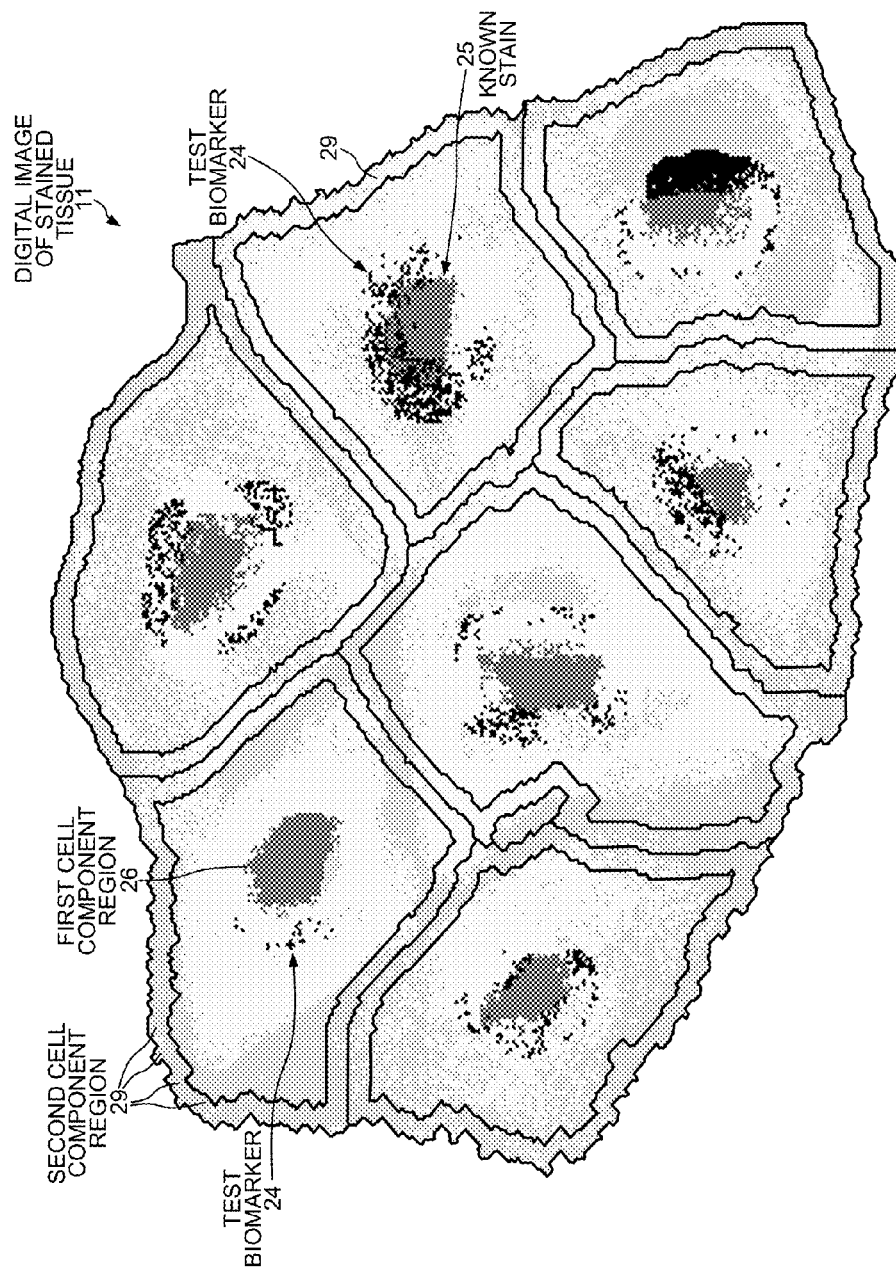 DIGITAL IMAGE
OF STAINED
TISSUE
11
SECOND CELL
COMPONENT
REGION
29
FIRST CELL
COMPONENT
REGION
26
TEST
BIOMARKER
24
29
25
KNOWN
STAIN
TEST
BIOMARKER
24